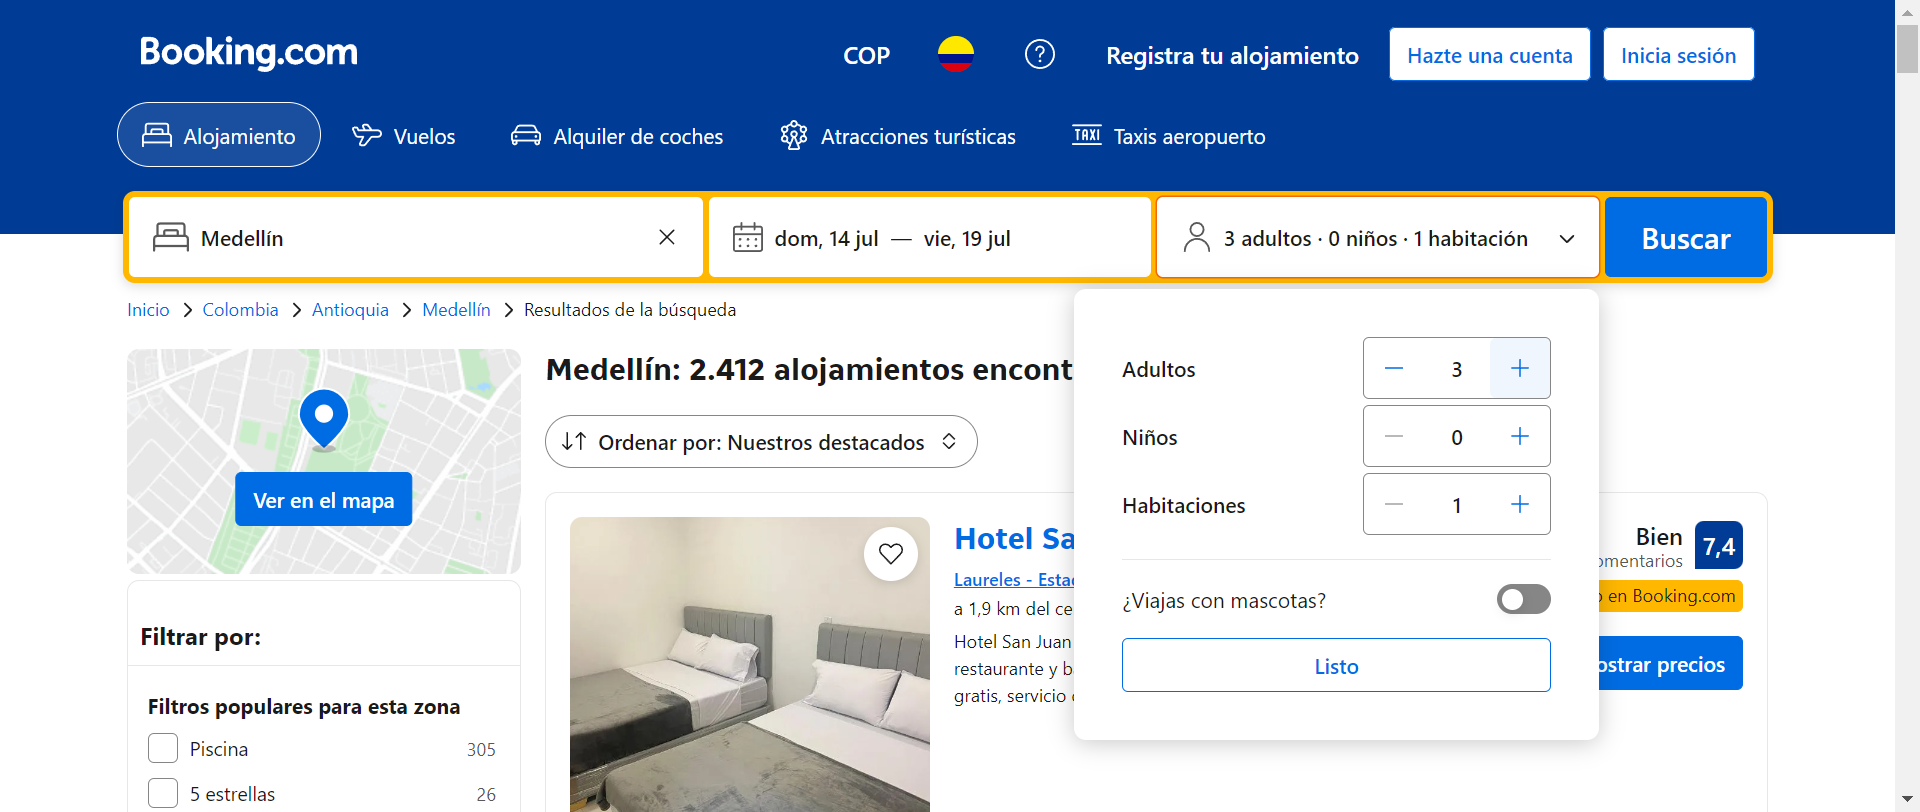 Booking.com
COP
Registra tu alojamiento
Hazte una cuenta
Inicia sesión
Alojamiento
Vuelos
Alquiler de coches
TAXI
Atracciones turísticas
Taxis aeropuerto
Medellín
dom, 14 jul — vie, 19 jul
3 adultos · 0 niños · 1 habitación
Buscar
Inicio
Colombia
Antioquia
Medellín
Resultados de la búsqueda
Ver en el mapa
Filtrar por:
Filtros populares para esta zona
Piscina 305
5 estrellas 26
Medellín: 2.412 alojamientos encont
Ordenar por: Nuestros destacados
Hotel Sa
Laureles - Estad
a 1,9 km del ce
Hotel San Juan
restaurante y b
gratis, servicio
Adultos
3
Niños
0
Habitaciones
1
¿Viajas con mascotas?
Listo
Bien
7,4
omentarios
en Booking.com
ostrar precios